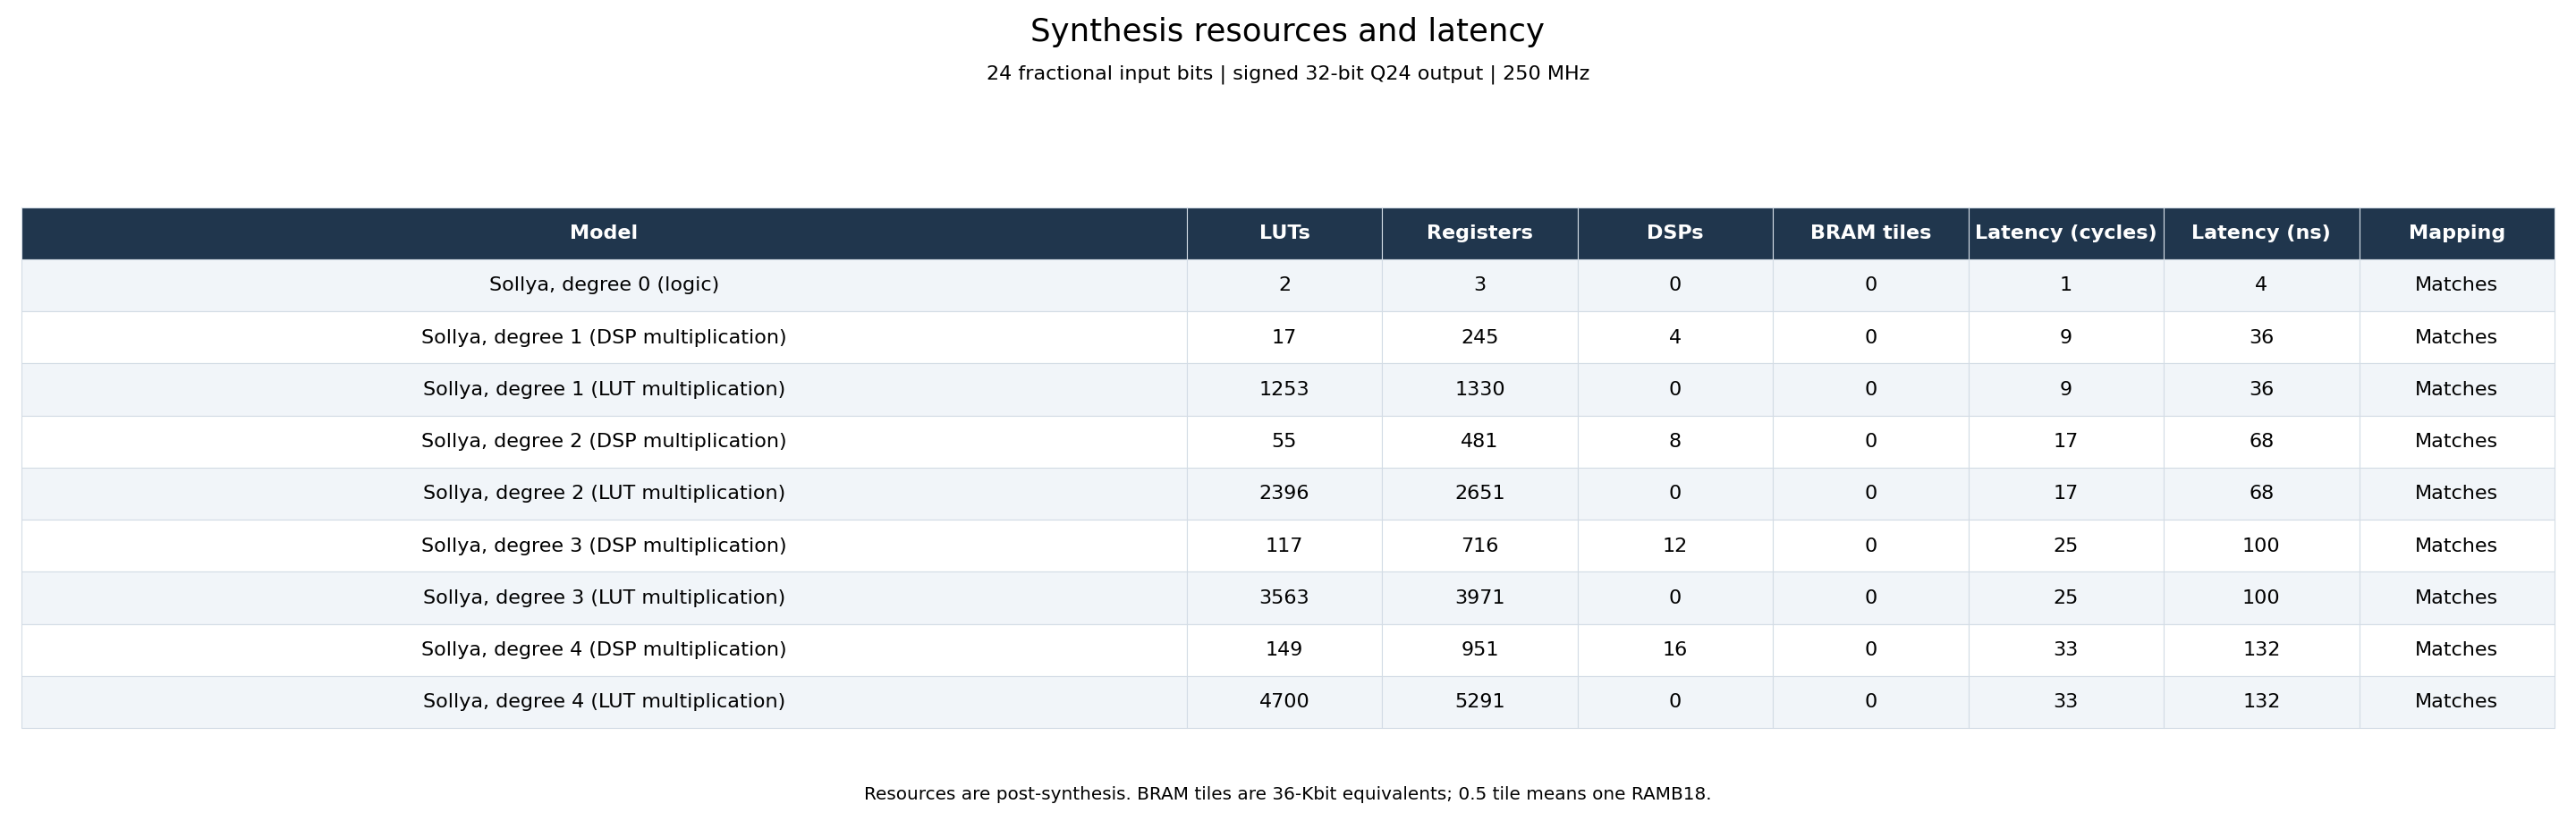 Synthesis resources and latency
24 fractional input bits | signed 32-bit Q24 output | 250 MHz
Model LUTs Registers DSPs BRAM tiles Latency (cycles) Latency (ns) Mapping
Sollya, degree 0 (logic) 2 3 0 0 1 4 Matches
Sollya, degree 1 (DSP multiplication) 17 245 4 0 9 36 Matches
Sollya, degree 1 (LUT multiplication) 1253 1330 0 0 9 36 Matches
Sollya, degree 2 (DSP multiplication) 55 481 8 0 17 68 Matches
Sollya, degree 2 (LUT multiplication) 2396 2651 0 0 17 68 Matches
Sollya, degree 3 (DSP multiplication) 117 716 12 0 25 100 Matches
Sollya, degree 3 (LUT multiplication) 3563 3971 0 0 25 100 Matches
Sollya, degree 4 (DSP multiplication) 149 951 16 0 33 132 Matches
Sollya, degree 4 (LUT multiplication) 4700 5291 0 0 33 132 Matches
Resources are post-synthesis. BRAM tiles are 36-Kbit equivalents; 0.5 tile means one RAMB18.